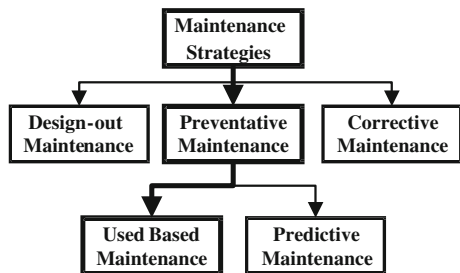 Maintenance
Strategies
Design-out
Maintenance
Preventative
Maintenance
Corrective
Maintenance
Used Based
Maintenance
Predictive
Maintenance